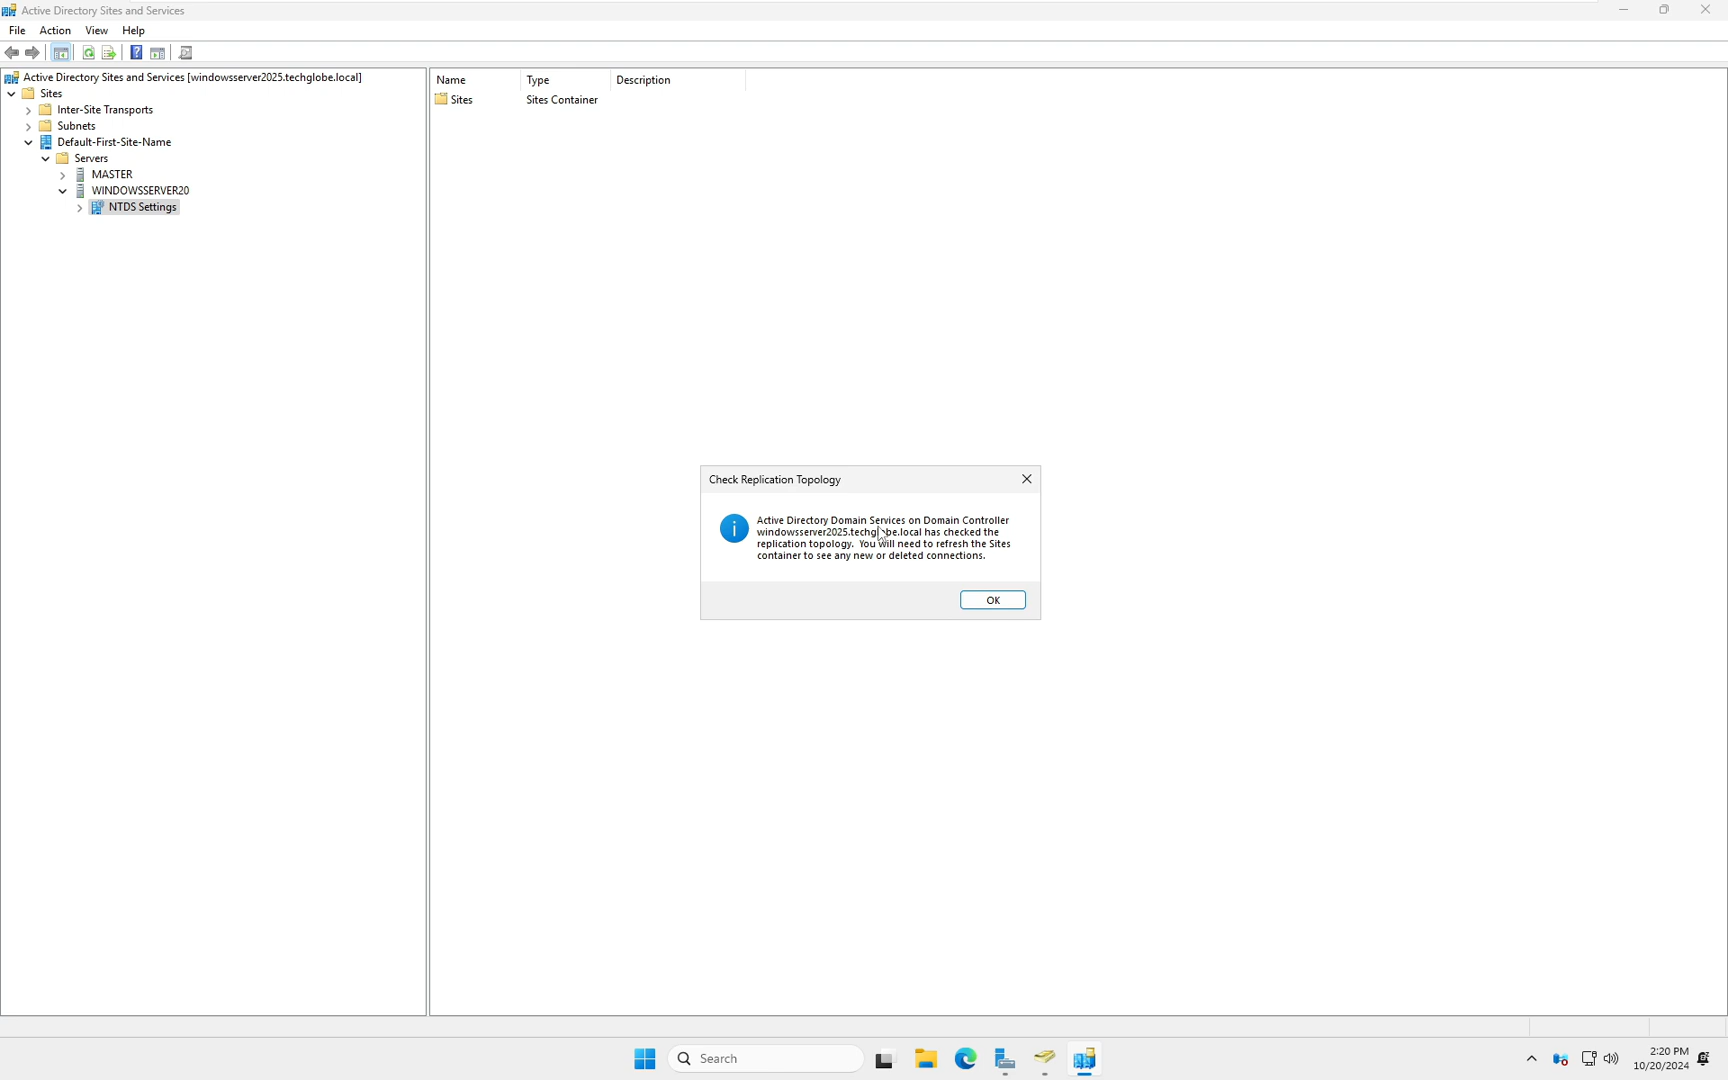 Active Directory Sites and Services
File Action View Help
Active Directory Sites and Services [windowsserver2025.techglobe.local]
Sites
Inter-Site Transports
Subnets
Default-First-Site-Name
Servers
MASTER
WINDOWSSERVER20
NTDS Settings
Name Type Description
Sites Sites Container
Check Replication Topology
Active Directory Domain Services on Domain Controller
windowsserver2025.techglobe.local has checked the
replication topology. You will need to refresh the Sites
container to see any new or deleted connections.
OK
Search
2:20 PM
10/20/2024